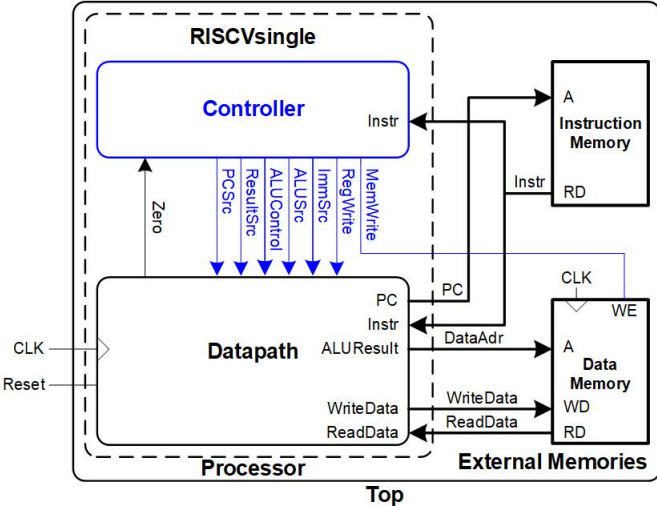 RISCVsingle
Controller
Instr
A
Instruction
Memory
Instr
RD
Zero
PCSrc
ResultSrc
ALUControl
ALUSrc
ImmSrc
RegWrite
MemWrite
CLK
WE
PC
PC
Instr
CLK
Datapath
ALUResult
DataAdr
A
Data
Memory
Reset
WriteData
WriteData
WD
ReadData
ReadData
RD
Processor
External Memories
Top